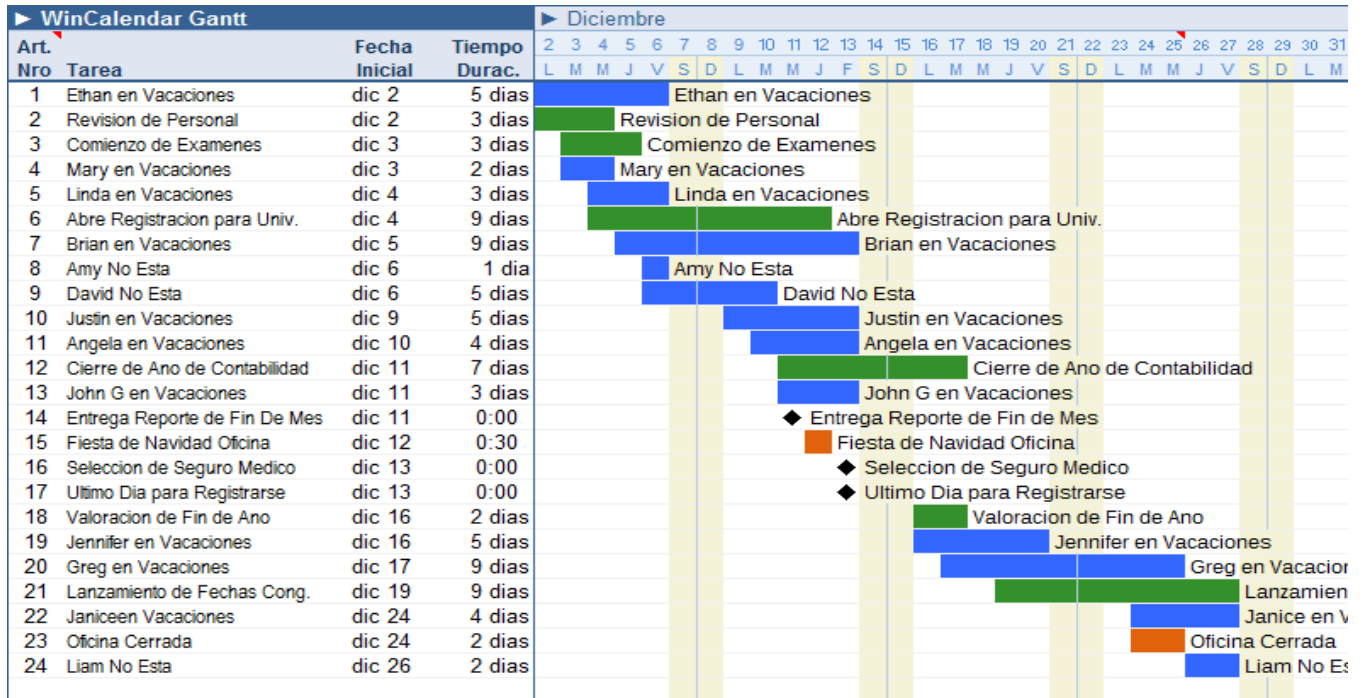 ► WinCalendar Gantt ► Diciembre
Art. Fecha Tiempo 2 3 4 5 6 7 8 9 10 11 12 13 14 15 16 17 18 19 20 21 22 23 24 25 26 27 28 29 30 31
Nro Tarea Inicial Durac. L M M J V S D L M M J F S D L M M J V S D L M M J V S D L M
1 Ethan en Vacaciones dic 2 5 dias Ethan en Vacaciones
2 Revision de Personal dic 2 3 dias Revision de Personal
3 Comienzo de Examenes dic 3 3 dias Comienzo de Examenes
4 Mary en Vacaciones dic 3 2 dias Mary en Vacaciones
5 Linda en Vacaciones dic 4 3 dias Linda en Vacaciones
6 Abre Registracion para Univ. dic 4 9 dias Abre Registracion para Univ.
7 Brian en Vacaciones dic 5 9 dias Brian en Vacaciones
8 Amy No Esta dic 6 1 dia Amy No Esta
9 David No Esta dic 6 5 dias David No Esta
10 Justin en Vacaciones dic 9 5 dias Justin en Vacaciones
11 Angela en Vacaciones dic 10 4 dias Angela en Vacaciones
12 Cierre de Ano de Contabilidad dic 11 7 dias Cierre de Ano de Contabilidad
13 John G en Vacaciones dic 11 3 dias John G en Vacaciones
14 Entrega Reporte de Fin De Mes dic 11 0:00 Entrega Reporte de Fin de Mes
15 Fiesta de Navidad Oficina dic 12 0:30 Fiesta de Navidad Oficina
16 Seleccion de Seguro Medico dic 13 0:00 Seleccion de Seguro Medico
17 Ultimo Dia para Registrarse dic 13 0:00 Ultimo Dia para Registrarse
18 Valoracion de Fin de Ano dic 16 2 dias Valoracion de Fin de Ano
19 Jennifer en Vacaciones dic 16 5 dias Jennifer en Vacaciones
20 Greg en Vacaciones dic 17 9 dias Greg en Vacacion
21 Lanzamiento de Fechas Cong. dic 19 9 dias Lanzamien
22 Janiceen Vacaciones dic 24 4 dias Janice en V
23 Oficina Cerrada dic 24 2 dias Oficina Cerrada
24 Liam No Esta dic 26 2 dias Liam No Es